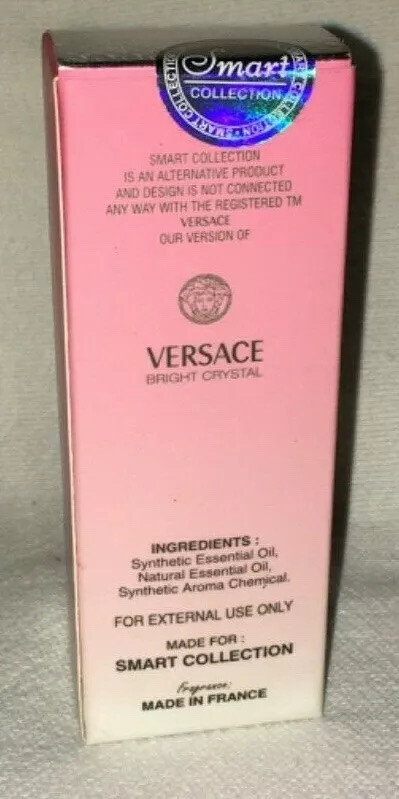 Smart
COLLECTION
SMART COLLECTION
SMART COLLECTION
IS AN ALTERNATIVE PRODUCT
AND DESIGN IS NOT CONNECTED
ANY WAY WITH THE REGISTERED TM
VERSACE
OUR VERSION OF
VERSACE
BRIGHT CRYSTAL
INGREDIENTS :
Synthetic Essential Oil,
Natural Essential Oil,
Synthetic Aroma Chemical.
FOR EXTERNAL USE ONLY
MADE FOR :
SMART COLLECTION
Fragrance:
MADE IN FRANCE